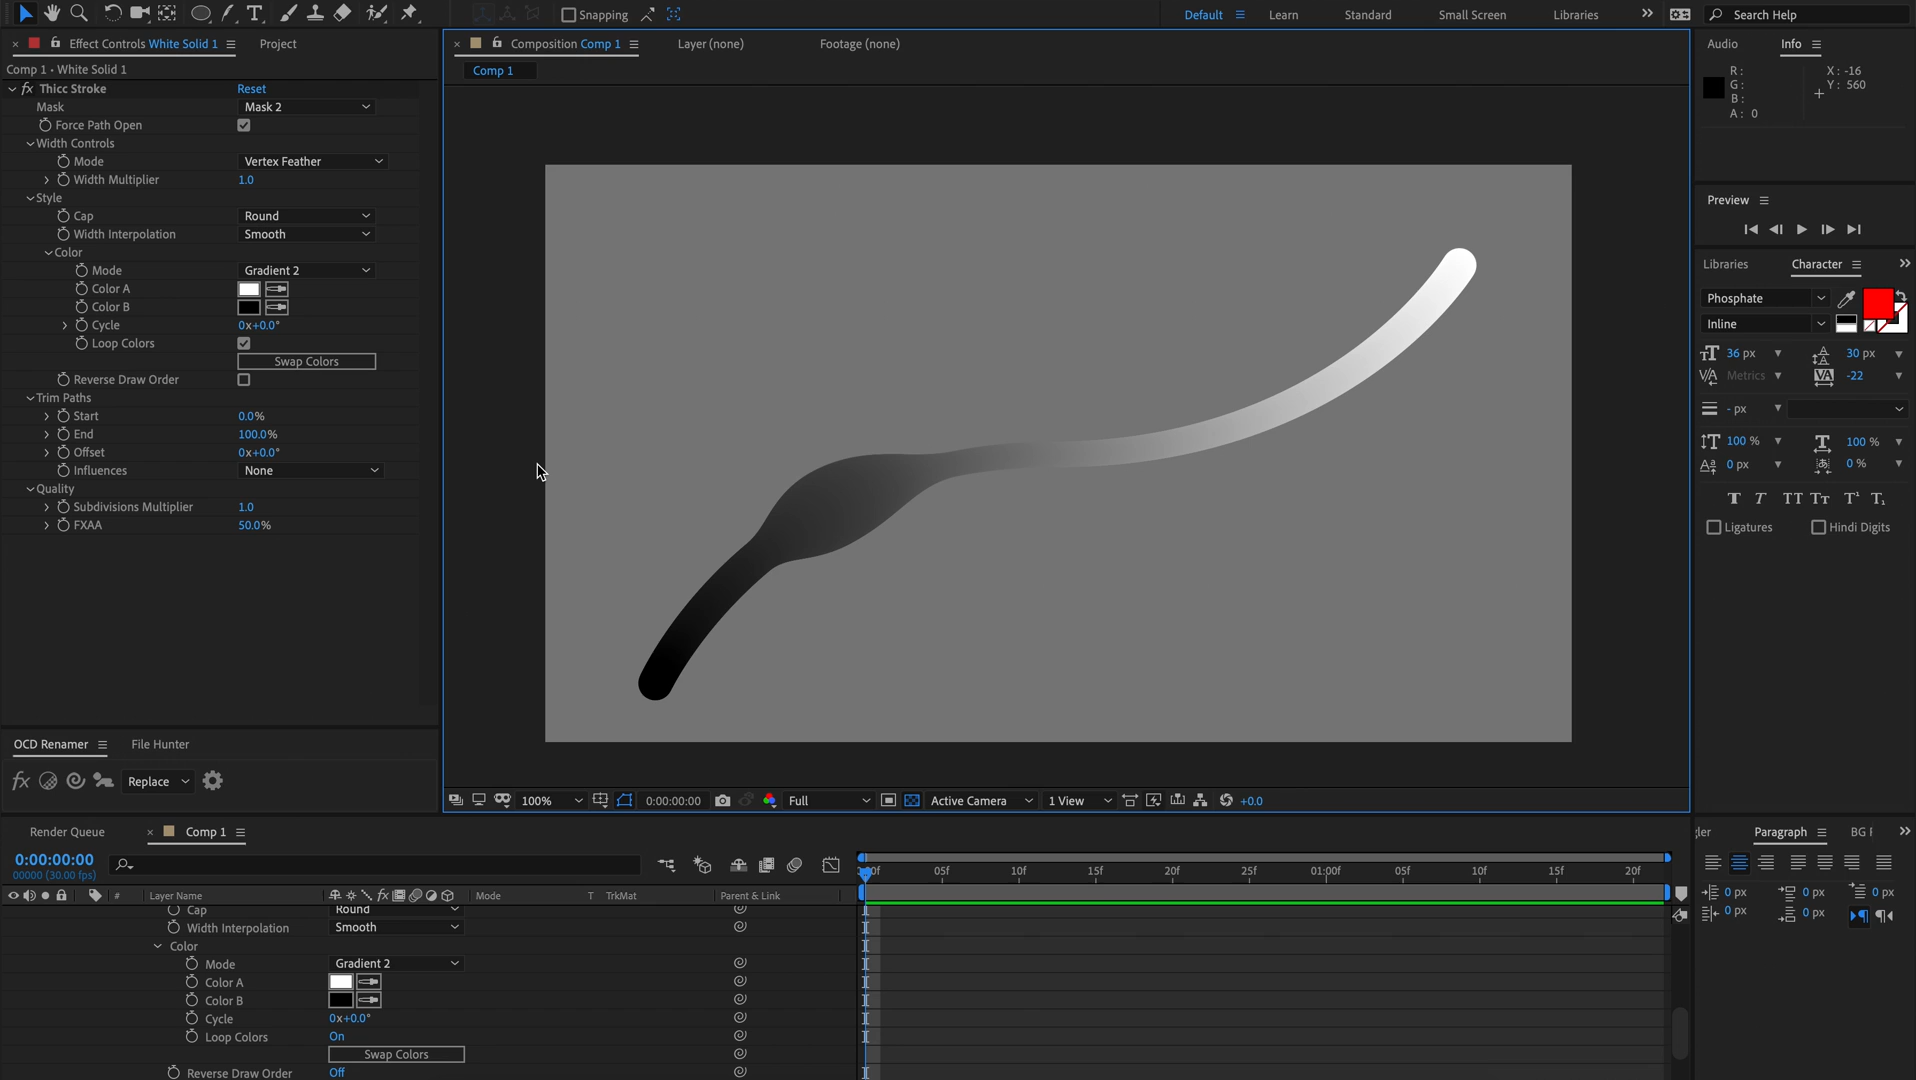 Snapping
Default
Learn
Standard
Small Screen
Libraries
Search Help
Effect Controls White Solid 1
Project
Comp 1 • White Solid 1
fx Thicc Stroke Reset
Mask Mask 2
Force Path Open
Width Controls
Mode Vertex Feather
Width Multiplier 1.0
Style
Cap Round
Width Interpolation Smooth
Color
Mode Gradient 2
Color A
Color B
Cycle 0x+0.0°
Loop Colors
Swap Colors
Reverse Draw Order
Trim Paths
Start 0.0%
End 100.0%
Offset 0x+0.0°
Influences None
Quality
Subdivisions Multiplier 1.0
FXAA 50.0%
OCD Renamer File Hunter
fx Replace
Composition Comp 1 Layer (none) Footage (none)
Comp 1
100% 0:00:00:00 Full Active Camera 1 View +0.0
Audio Info
R: X: -16
G: Y: 560
B:
A: 0
Preview
Libraries Character
Phosphate
Inline
36 px 30 px
Metrics -22
- px
100 % 100 %
0 px 0 %
T T TT Tt T¹ T₁
Ligatures Hindi Digits
Render Queue Comp 1
0:00:00:00
00000 (30.00 fps)
# Layer Name Mode T TrkMat Parent & Link
Cap Round
Width Interpolation Smooth
Color
Mode Gradient 2
Color A
Color B
Cycle 0x+0.0°
Loop Colors On
Swap Colors
Reverse Draw Order Off
05f 10f 15f 20f 25f 01:00f 05f 10f 15f 20f
gler Paragraph BG
0 px 0 px 0 px
0 px 0 px